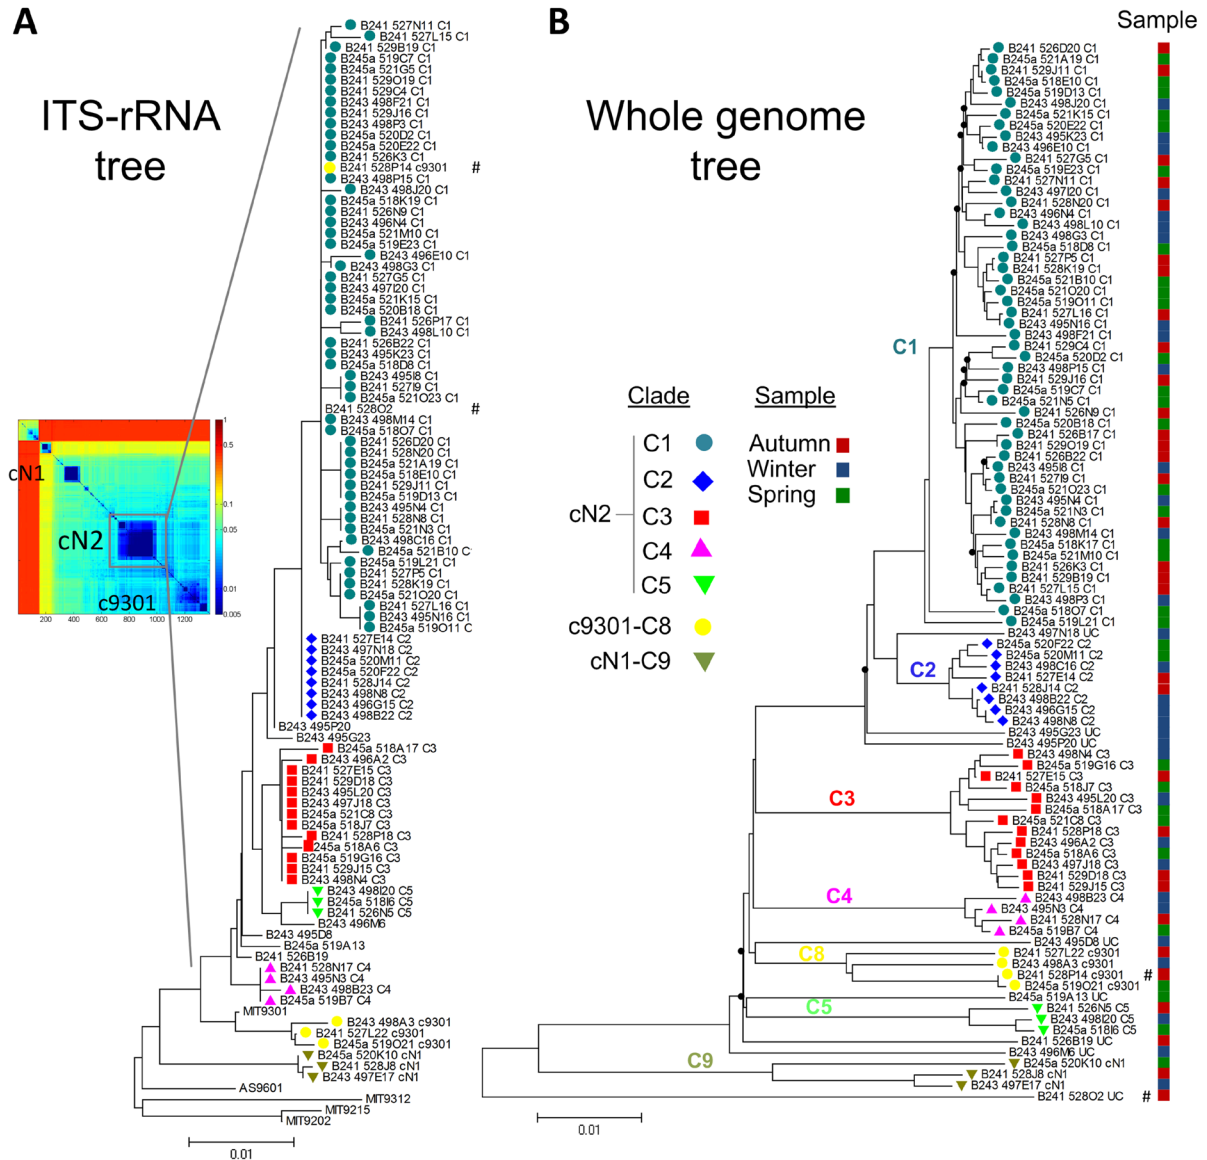 A
ITS-rRNA
tree
B241 527N11 C1
B241 527L15 C1
B241 529B19 C1
B245a 519C7 C1
B245a 521G5 C1
B241 529O19 C1
B241 529C4 C1
B243 498F21 C1
B241 529J16 C1
B243 498P3 C1
B245a 520D2 C1
B245a 520E22 C1
B241 526K3 C1
B241 528P14 c9301 #
B243 498P15 C1
B243 498J20 C1
B245a 518K19 C1
B241 526N9 C1
B243 496N4 C1
B245a 521M10 C1
B245a 519E23 C1
B243 496E10 C1
B243 498G3 C1
B241 527G5 C1
B243 497I20 C1
B245a 521K15 C1
B245a 520B18 C1
B241 526P17 C1
B243 498L10 C1
B241 526B22 C1
B243 495K23 C1
B245a 518D8 C1
B243 495I8 C1
B241 527I9 C1
B245a 521O23 C1
B241 528O2 #
B243 498M14 C1
B245a 518O7 C1
B241 526D20 C1
B241 528N20 C1
B245a 521A19 C1
B245a 518E10 C1
B241 529J11 C1
B245a 519D13 C1
B243 495N4 C1
B241 528N8 C1
B245a 521N3 C1
B243 498C16 C1
B245a 521B10 C
B245a 519L21 C1
B241 527P5 C1
B241 528K19 C1
B245a 521O20 C1
B241 527L16 C1
B243 495N16 C1
B245a 519O11 C
B241 527E14 C2
B243 497N18 C2
B245a 520M11 C2
B245a 520F22 C2
B241 528J14 C2
B243 498N8 C2
B243 496G15 C2
B243 498B22 C2
B243 495P20
B243 495G23
B245a 518A17 C3
B243 496A2 C3
B241 527E15 C3
B241 529D18 C3
B243 495L20 C3
B243 497J18 C3
B245a 521C8 C3
B245a 518J7 C3
B241 528P18 C3
45a 518A6 C3
B245a 519G16 C3
B241 529J15 C3
B243 498N4 C3
B243 498I20 C5
B245a 518I6 C5
B241 526N5 C5
B243 496M6
B243 495D8
B245a 519A13
B241 526B19
B241 528N17 C4
B243 495N3 C4
B243 498B23 C4
B245a 519B7 C4
MIT9301
B243 498A3 c9301
B241 527L22 c9301
B245a 519O21 c9301
B245a 520K10 cN1
B241 528J8 cN1
B243 497E17 cN1
AS9601
MIT9312
MIT9215
MIT9202
0.01
cN1
cN2
c9301
200 400 600 800 1000 1200
1
0.5
0.1
0.05
0.01
0.005
B
Whole genome
tree
Sample
Clade
C1
C2
cN2
C3
C4
C5
c9301-C8
cN1-C9
Sample
Autumn
Winter
Spring
B241 526D20 C1
B245a 521A19 C1
B241 529J11 C1
B245a 518E10 C1
B245a 519D13 C1
B243 498J20 C1
B245a 521K15 C1
B245a 520E22 C1
B243 495K23 C1
B243 496E10 C1
B241 527G5 C1
B245a 519E23 C1
B241 527N11 C1
B243 497I20 C1
B241 528N20 C1
B243 496N4 C1
B243 498L10 C1
B243 498G3 C1
B245a 518D8 C1
B241 527P5 C1
B241 528K19 C1
B245a 521B10 C1
B245a 521O20 C1
B245a 519O11 C1
B241 527L16 C1
B243 495N16 C1
B243 498F21 C1
C1
B241 529C4 C1
B245a 520D2 C1
B243 498P15 C1
B241 529J16 C1
B245a 519C7 C1
B245a 521N5 C1
B241 526N9 C1
B245a 520B18 C1
B241 526B17 C1
B241 529O19 C1
B241 526B22 C1
B243 495I8 C1
B241 527I9 C1
B245a 521O23 C1
B243 495N4 C1
B245a 521N3 C1
B241 528N8 C1
B243 498M14 C1
B245a 518K17 C1
B245a 521M10 C1
B241 526K3 C1
B241 529B19 C1
B241 527L15 C1
B243 498P3 C1
B245a 518O7 C1
B245a 519L21 C1
B243 497N18 UC
B245a 520F22 C2
B245a 520M11 C2
C2
B243 498C16 C2
B241 527E14 C2
B241 528J14 C2
B243 498B22 C2
B243 496G15 C2
B243 498N8 C2
B243 495G23 UC
B243 495P20 UC
B243 498N4 C3
B245a 519G16 C3
B241 527E15 C3
B245a 518J7 C3
C3
B243 495L20 C3
B245a 518A17 C3
B245a 521C8 C3
B241 528P18 C3
B243 496A2 C3
B245a 518A6 C3
B243 497J18 C3
B241 529D18 C3
B241 529J15 C3
C4
B243 498B23 C4
B243 495N3 C4
B241 528N17 C4
B245a 519B7 C4
B243 495D8 UC
C8
B241 527L22 c9301
B243 498A3 c9301
B241 528P14 c9301 #
B245a 519O21 c9301
B245a 519A13 UC
C5
B241 526N5 C5
B243 498I20 C5
B245a 518I6 C5
B241 526B19 UC
B243 496M6 UC
C9
B245a 520K10 cN1
B241 528J8 cN1
B243 497E17 cN1
B241 528O2 UC #
0.01